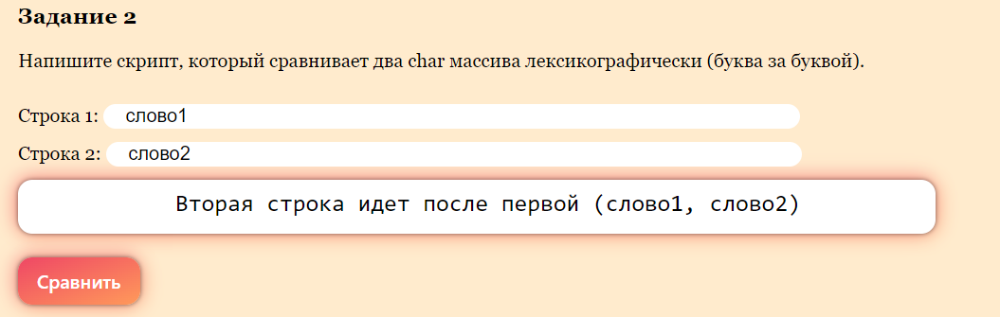 Задание 2
Напишите скрипт, который сравнивает два char массива лексикографически (буква за буквой).
Строка 1: слово1
Строка 2: слово2
Вторая строка идет после первой (слово1, слово2)
Сравнить